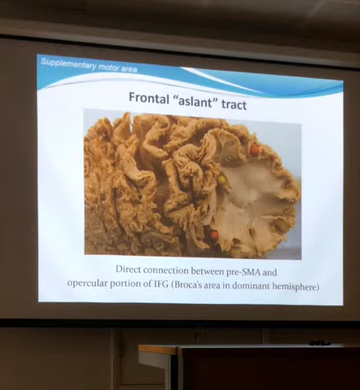 Supplementary motor area
Frontal “aslant” tract
Direct connection between pre-SMA and
opercular portion of IFG (Broca's area in dominant hemisphere)